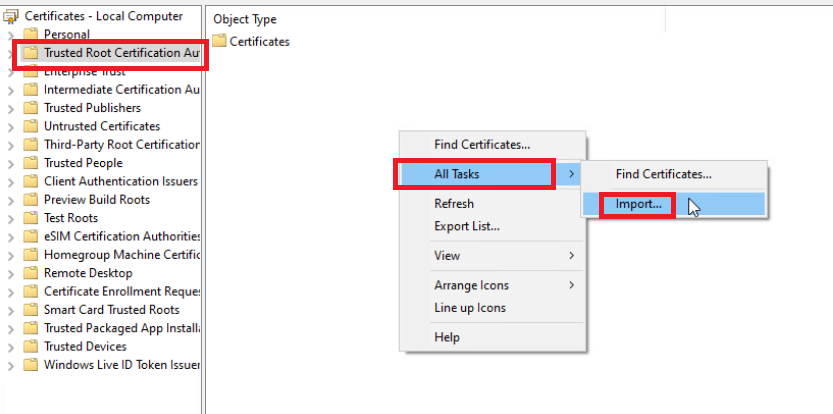 Certificates - Local Computer
Personal
Trusted Root Certification Au
Enterprise Trust
Intermediate Certification Au
Trusted Publishers
Untrusted Certificates
Third-Party Root Certification
Trusted People
Client Authentication Issuers
Preview Build Roots
Test Roots
eSIM Certification Authorities
Homegroup Machine Certific
Remote Desktop
Certificate Enrollment Reques
Smart Card Trusted Roots
Trusted Packaged App Installa
Trusted Devices
Windows Live ID Token Issuer
Object Type
Certificates
Find Certificates...
All Tasks
Refresh
Export List...
View
Arrange Icons
Line up Icons
Help
Find Certificates...
Import...